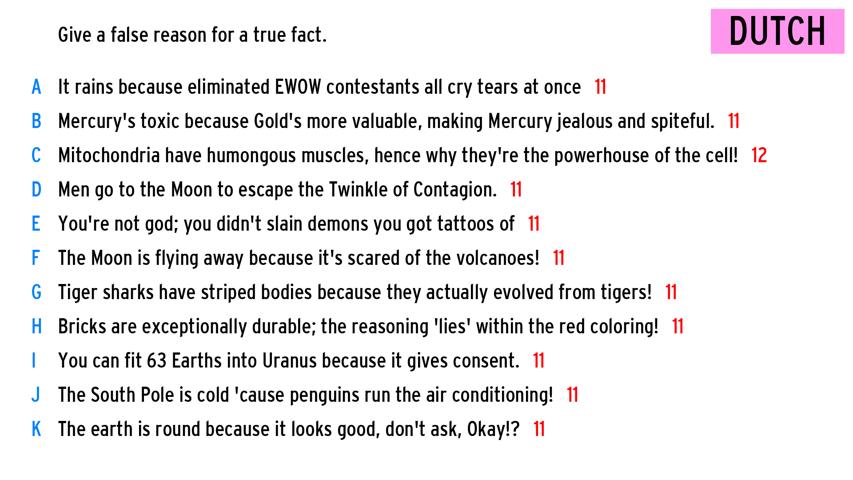 Give a false reason for a true fact.
DUTCH
A It rains because eliminated EWOW contestants all cry tears at once 11
B Mercury's toxic because Gold's more valuable, making Mercury jealous and spiteful. 11
C Mitochondria have humongous muscles, hence why they're the powerhouse of the cell! 12
D Men go to the Moon to escape the Twinkle of Contagion. 11
E You're not god; you didn't slain demons you got tattoos of 11
F The Moon is flying away because it's scared of the volcanoes! 11
G Tiger sharks have striped bodies because they actually evolved from tigers! 11
H Bricks are exceptionally durable; the reasoning 'lies' within the red coloring! 11
I You can fit 63 Earths into Uranus because it gives consent. 11
J The South Pole is cold 'cause penguins run the air conditioning! 11
K The earth is round because it looks good, don't ask, Okay!? 11